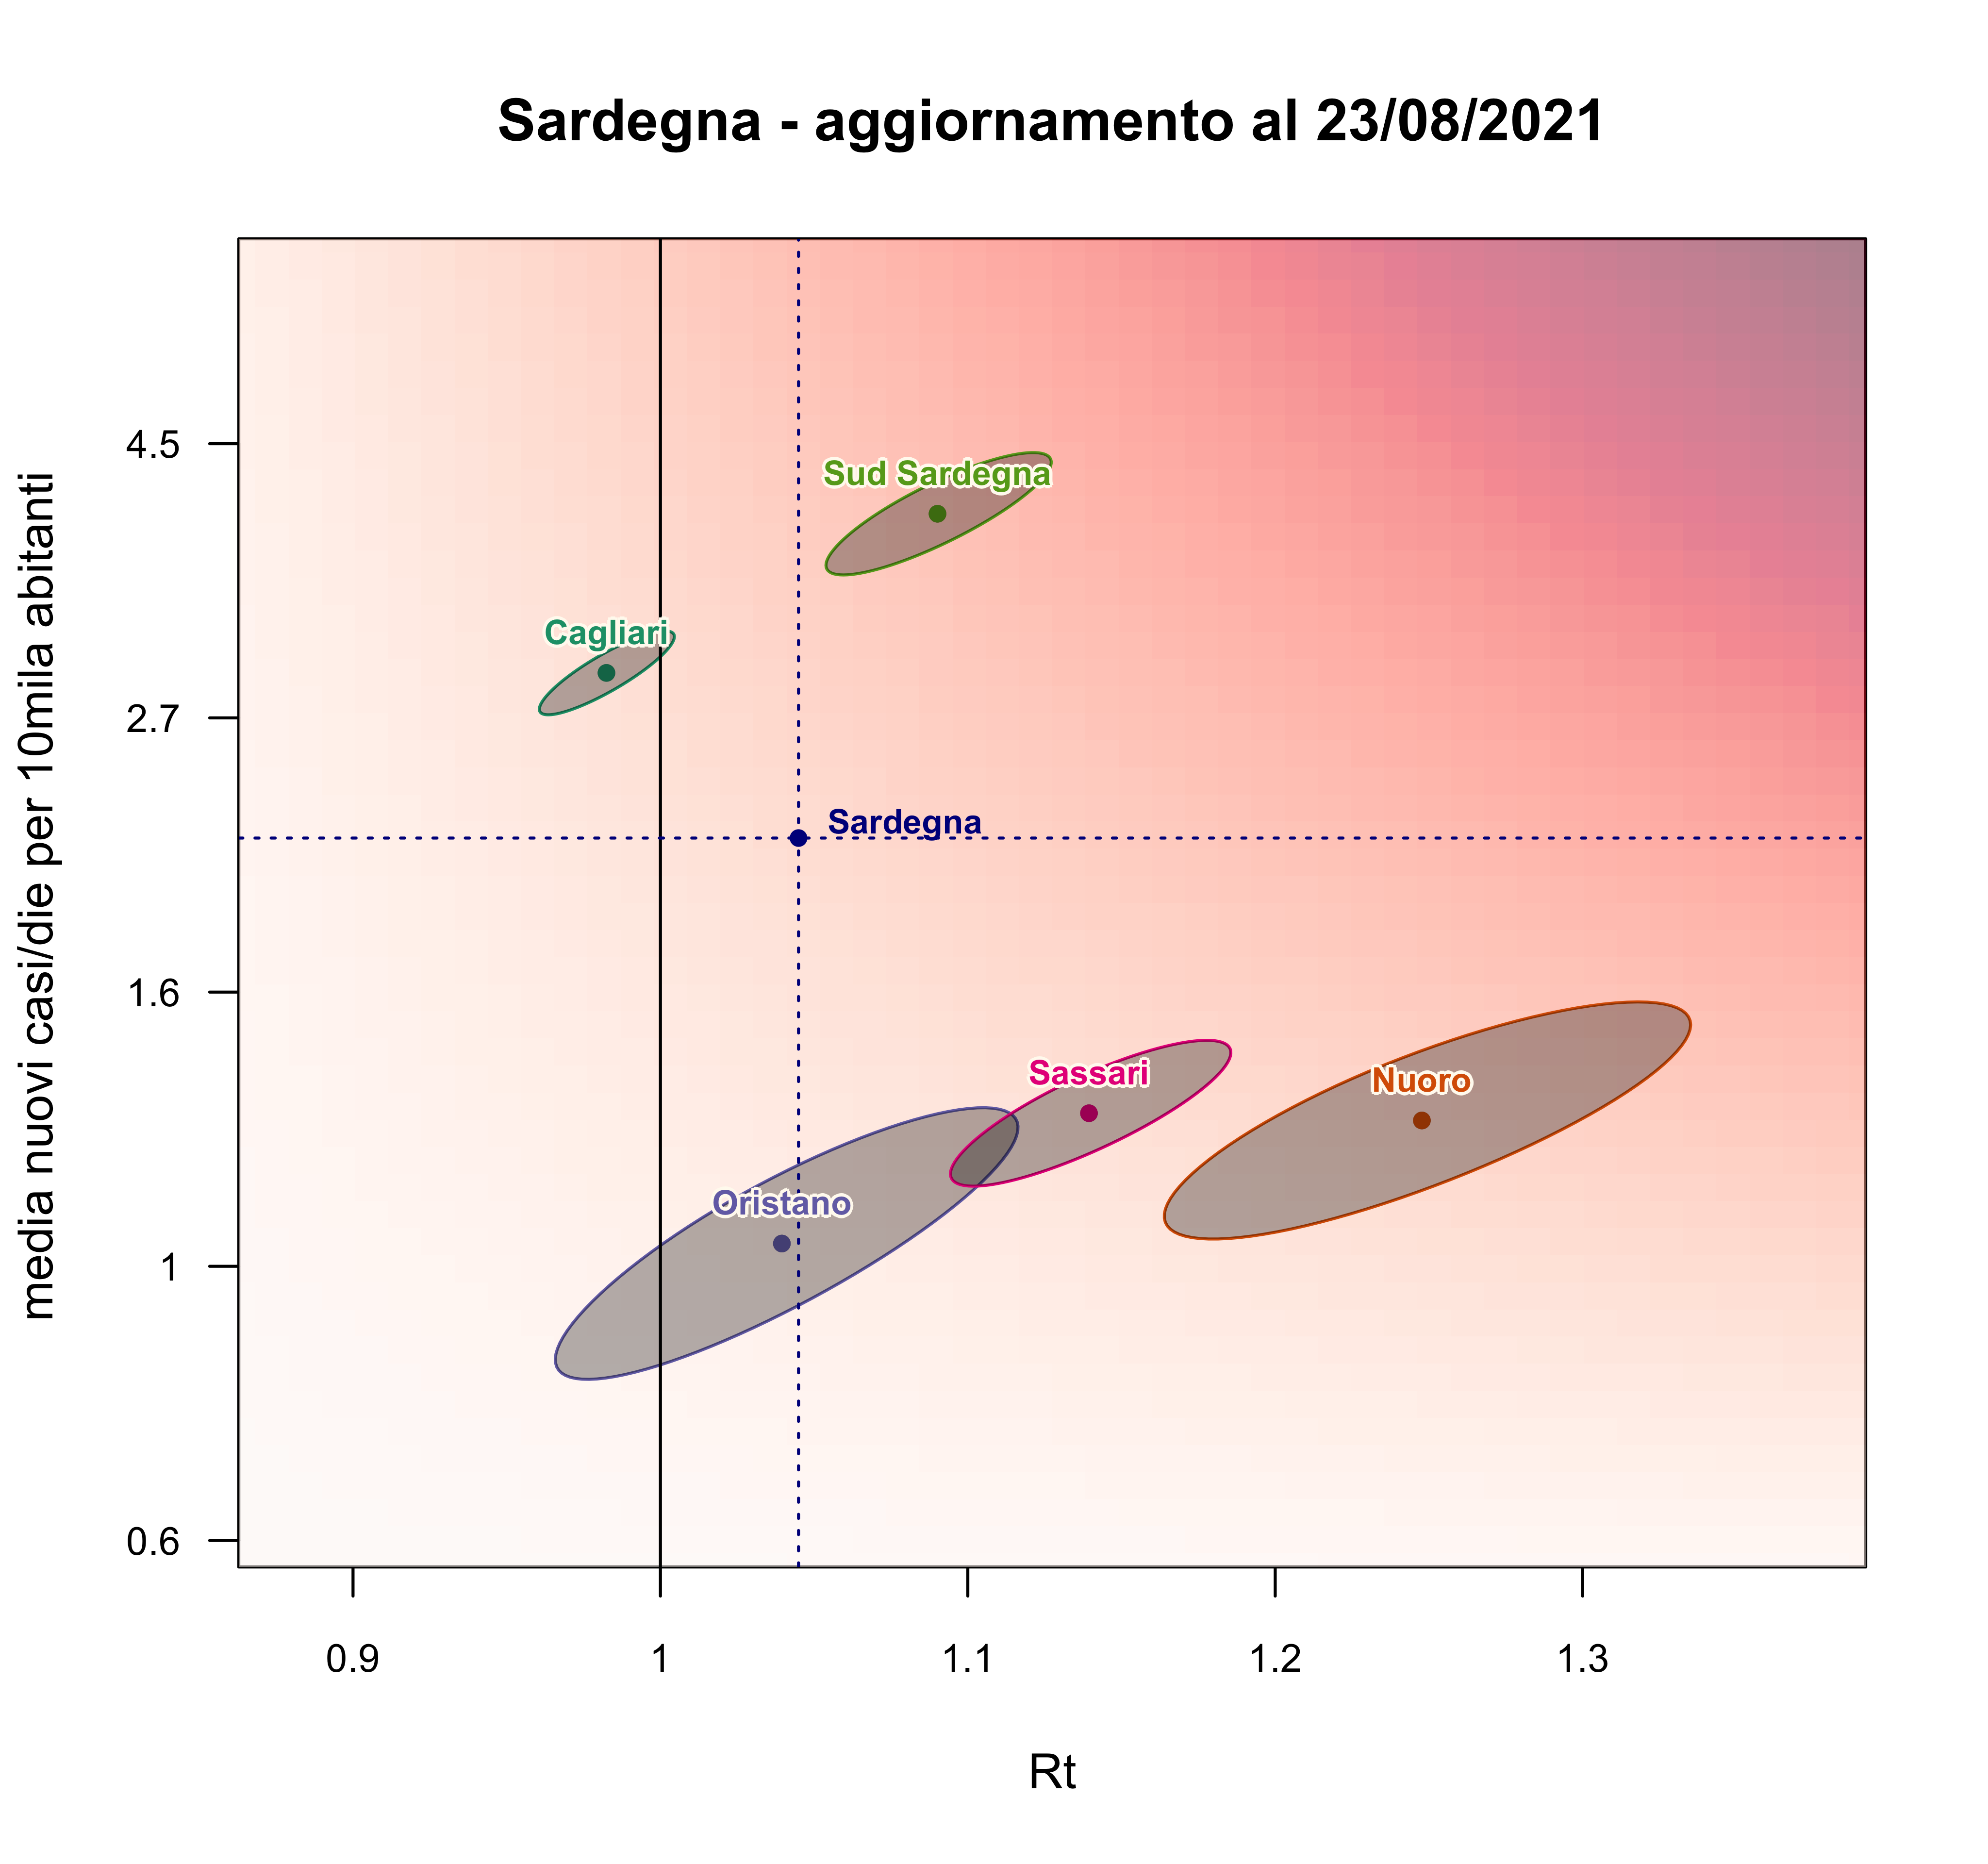 Sardegna - aggiornamento al 23/08/2021
media nuovi casi/die per 10mila abitanti
4.5
2.7
1.6
1
0.6
Sud Sardegna
Cagliari
Sardegna
Sassari
Nuoro
Oristano
0.9
1
1.1
1.2
1.3
Rt